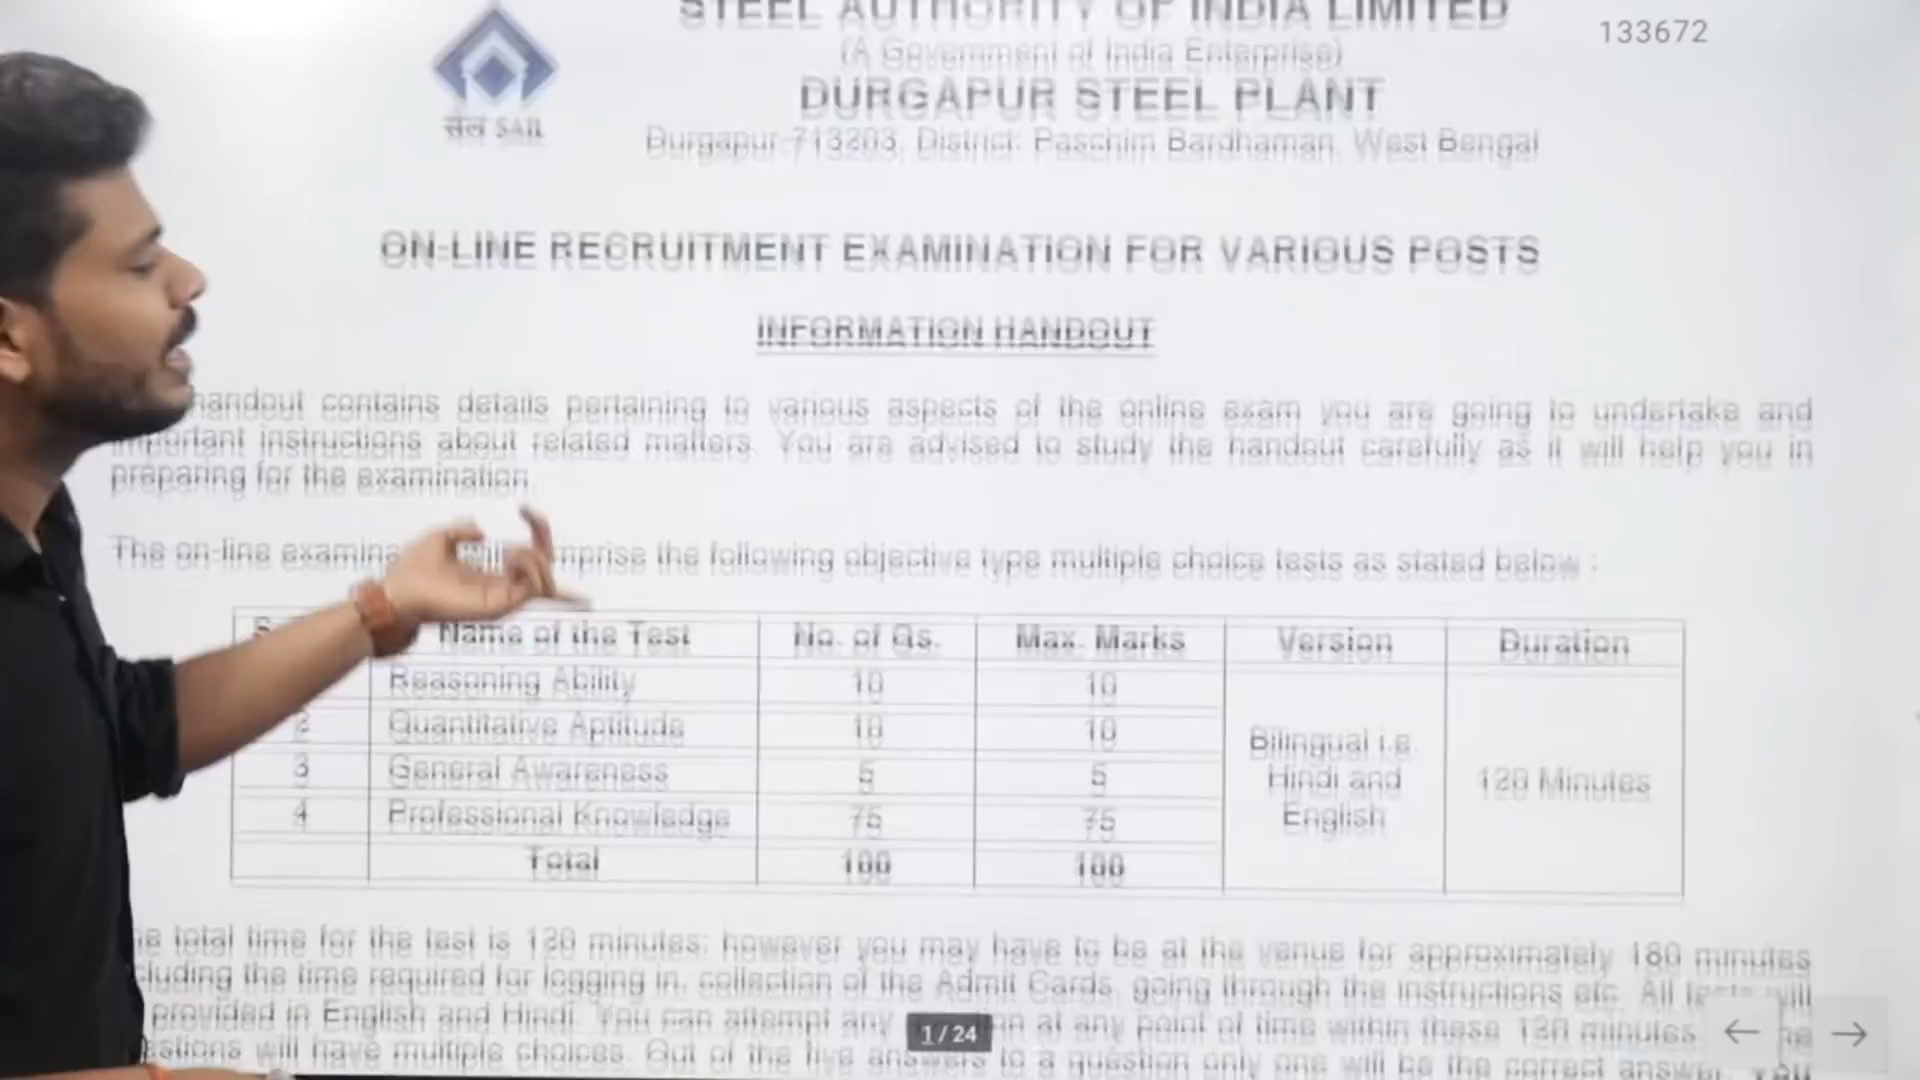 STEEL AUTHORITY OF INDIA LIMITED
133672
(A Government of India Enterprise)
DURGAPUR STEEL PLANT
सेल SAIL
Durgapur-713203, District: Paschim Bardhaman, West Bengal
ON-LINE RECRUITMENT EXAMINATION FOR VARIOUS POSTS
INFORMATION HANDOUT
handout contains details pertaining to various aspects of the online exam you are going to undertake and
important instructions about related matters. You are advised to study the handout carefully as it will help you in
preparing for the examination.
The on-line examina will mprise the following objective type multiple choice tests as stated below :
S Name of the Test No. of Qs. Max. Marks Version Duration
Reasoning Ability 10 10
2 Quantitative Aptitude 10 10
3 General Awareness 5 5
4 Professional Knowledge 75 75
Total 100 100
Bilingual i.e.
Hindi and
English
120 Minutes
e total time for the test is 120 minutes; however you may have to be at the venue for approximately 180 minutes
cluding the time required for logging in, collection of the Admit Cards, going through the instructions etc. All tests will
provided in English and Hindi. You can attempt any on at any point of time within these 120 minutes.
estions will have multiple choices. Out of the five answers to a question only one will be the correct answer. You
1 / 24